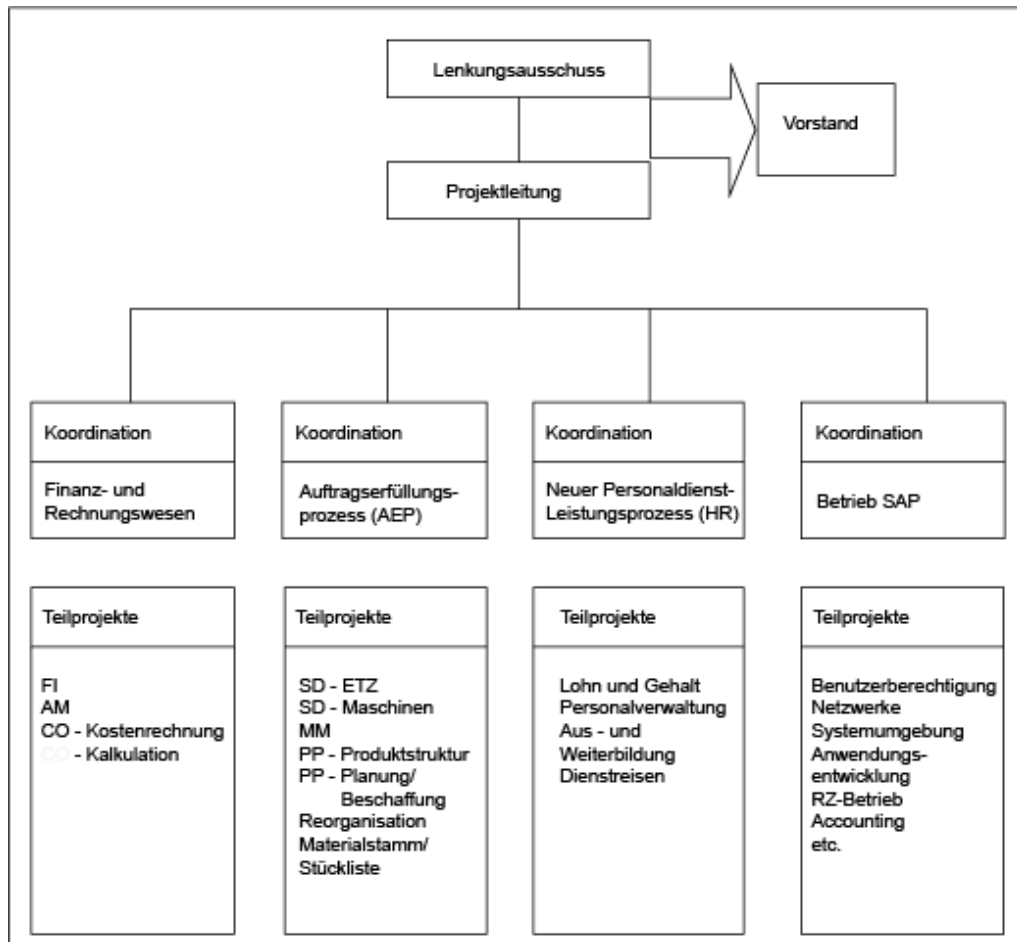 Lenkungsausschuss
Vorstand
Projektleitung
Koordination
Finanz- und
Rechnungswesen
Koordination
Auftragserfüllungs-
prozess (AEP)
Koordination
Neuer Personaldienst-
Leistungsprozess (HR)
Koordination
Betrieb SAP
Teilprojekte
FI
AM
CO - Kostenrechnung
CO - Kalkulation
Teilprojekte
SD - ETZ
SD - Maschinen
MM
PP - Produktstruktur
PP - Planung/
Beschaffung
Reorganisation
Materialstamm/
Stückliste
Teilprojekte
Lohn und Gehalt
Personalverwaltung
Aus - und
Weiterbildung
Dienstreisen
Teilprojekte
Benutzerberechtigung
Netzwerke
Systemumgebung
Anwendungs-
entwicklung
RZ-Betrieb
Accounting
etc.